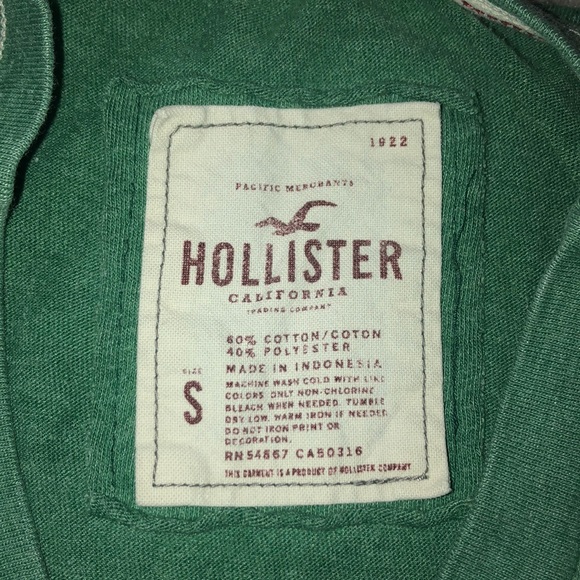 1922
PACIFIC MERCHANTS
HOLLISTER
CALIFORNIA
TRADING COMPANY
60% COTTON/COTON
40% POLYESTER
MADE IN INDONESIA
SIZE
S
MACHINE WASH COLD WITH LIKE
COLORS ONLY NON-CHLORINE
BLEACH WHEN NEEDED. TUMBLE
DRY LOW. WARM IRON IF NEEDED.
DO NOT IRON PRINT OR
DECORATION.
RN54867 CA50316
THIS GARMENT IS A PRODUCT OF HOLLISTER COMPANY